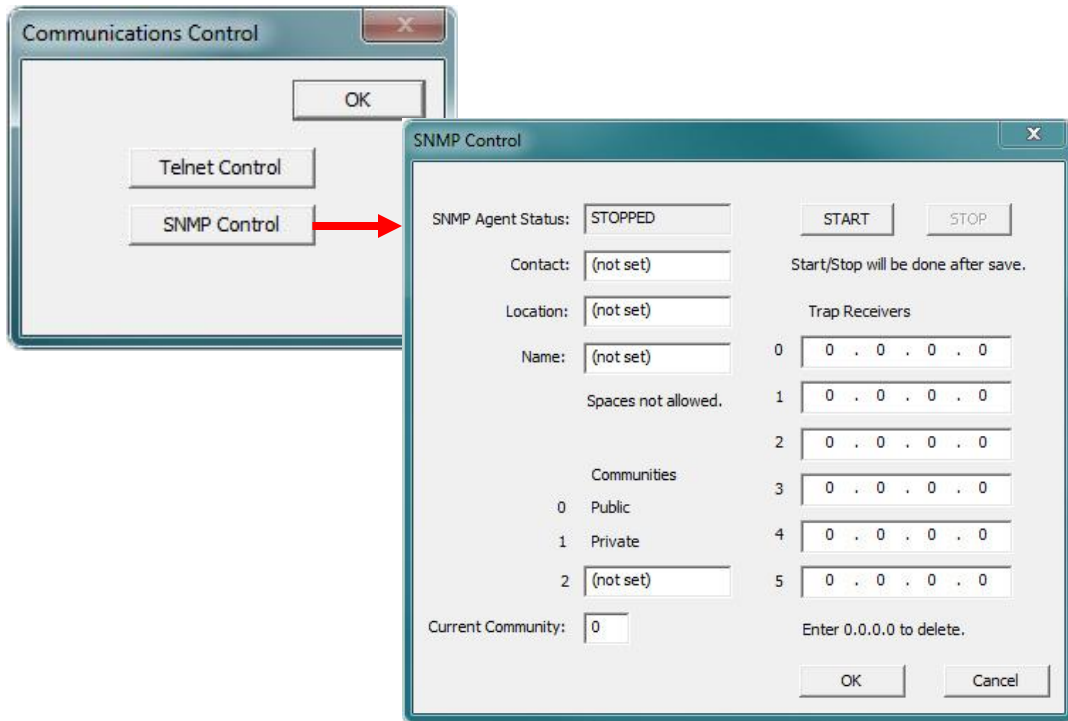 Communications Control
OK
Telnet Control
SNMP Control
SNMP Control
SNMP Agent Status: STOPPED START STOP
Contact: (not set) Start/Stop will be done after save.
Location: (not set) Trap Receivers
Name: (not set) 0 0 . 0 . 0 . 0
Spaces not allowed. 1 0 . 0 . 0 . 0
2 0 . 0 . 0 . 0
Communities 3 0 . 0 . 0 . 0
0 Public
1 Private 4 0 . 0 . 0 . 0
2 (not set) 5 0 . 0 . 0 . 0
Current Community: 0 Enter 0.0.0.0 to delete.
OK Cancel